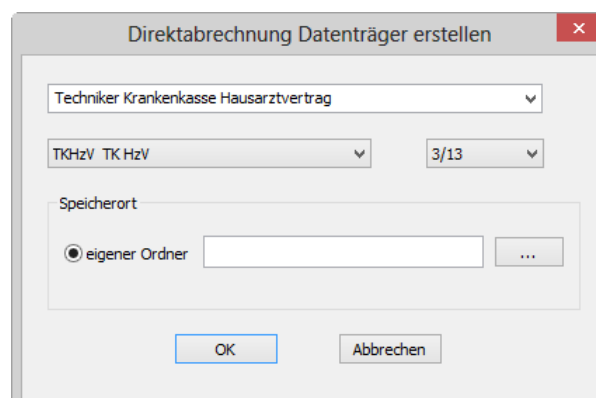 Direktabrechnung Datenträger erstellen
Techniker Krankenkasse Hausarztvertrag
TKHzV TK HzV 3/13
Speicherort
eigener Ordner ...
OK Abbrechen